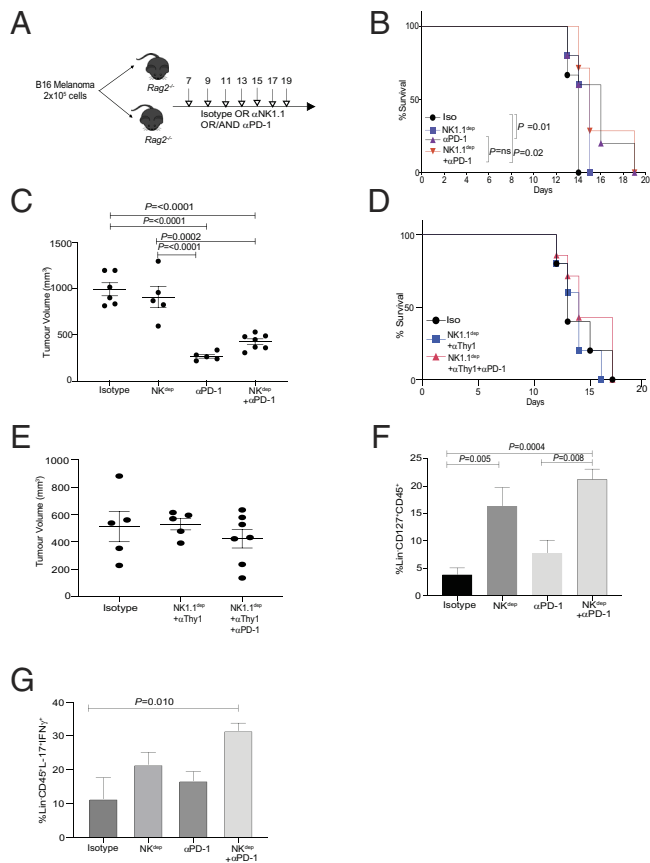 A
B16 Melanoma
2x10⁵ cells
Rag2⁻/⁻
Rag2⁻/⁻
7 9 11 13 15 17 19
Isotype OR αNK1.1
OR/AND αPD-1
B
% Survival
100
50
0
0 2 4 6 8 10 12 14 16 18 20
Days
Iso
NK1.1ᵈᵉᵖ
αPD-1
NK1.1ᵈᵉᵖ
+αPD-1
P =0.01
P=ns
P=0.02
C
P=<0.0001
P=<0.0001
P=0.0002
P=<0.0001
Tumour Volume (mm³)
1500
1000
500
0
Isotype
NKᵈᵉᵖ
αPD-1
NKᵈᵉᵖ
+αPD-1
D
% Survival
100
50
0
0 10 15 20
Days
Iso
NK1.1ᵈᵉᵖ
+αThy1
NK1.1ᵈᵉᵖ
+αThy1+αPD-1
E
Tumour Volume (mm³)
1000
800
600
400
200
0
Isotype
NK1.1ᵈᵉᵖ
+αThy1
NK1.1ᵈᵉᵖ
+αThy1
+αPD-1
F
P=0.0004
P=0.005
P=0.008
%Lin⁻CD127⁺CD45⁺
25
20
15
10
5
0
Isotype
NKᵈᵉᵖ
αPD-1
NKᵈᵉᵖ
+αPD-1
G
P=0.010
%Lin⁻CD45⁺IL-17⁺IFNγ⁺
40
30
20
10
0
Isotype
NKᵈᵉᵖ
αPD-1
NKᵈᵉᵖ
+αPD-1